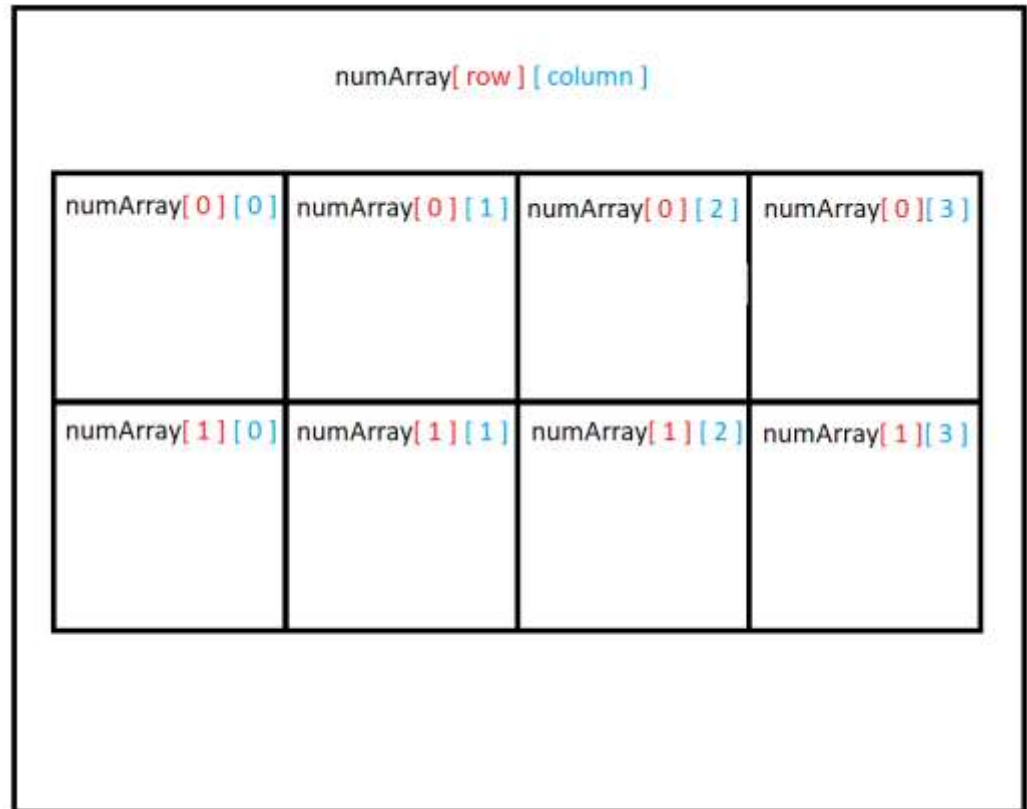 numArray[ row ] [ column ]
numArray[ 0 ] [ 0 ] numArray[ 0 ] [ 1 ] numArray[ 0 ] [ 2 ] numArray[ 0 ][ 3 ]
numArray[ 1 ] [ 0 ] numArray[ 1 ] [ 1 ] numArray[ 1 ] [ 2 ] numArray[ 1 ][ 3 ]